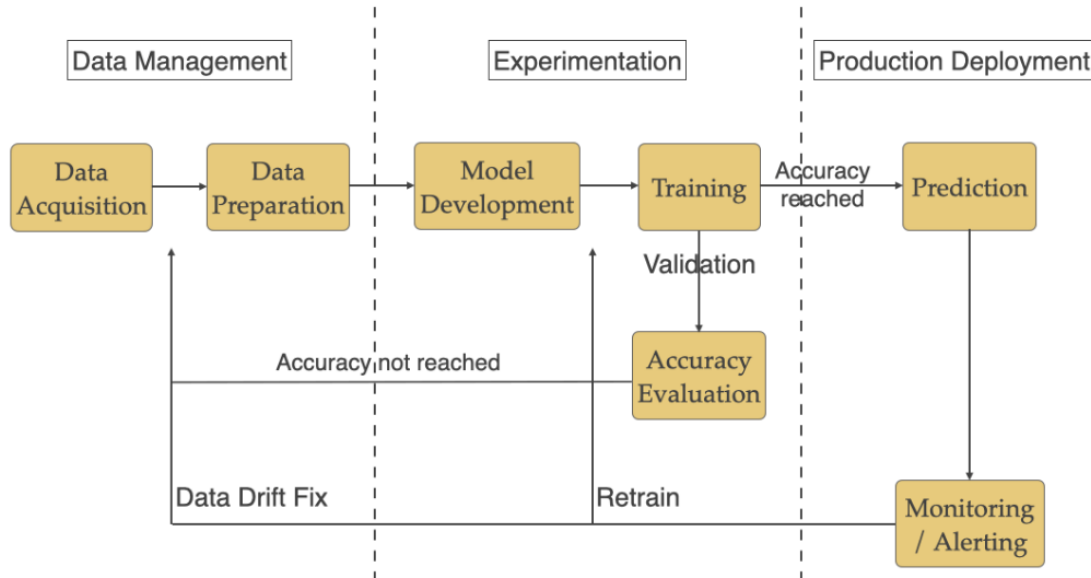 Data Management
Experimentation
Production Deployment
Data
Acquisition
Data
Preparation
Model
Development
Training
Accuracy
reached
Prediction
Validation
Accuracy not reached
Accuracy
Evaluation
Data Drift Fix
Retrain
Monitoring
/ Alerting